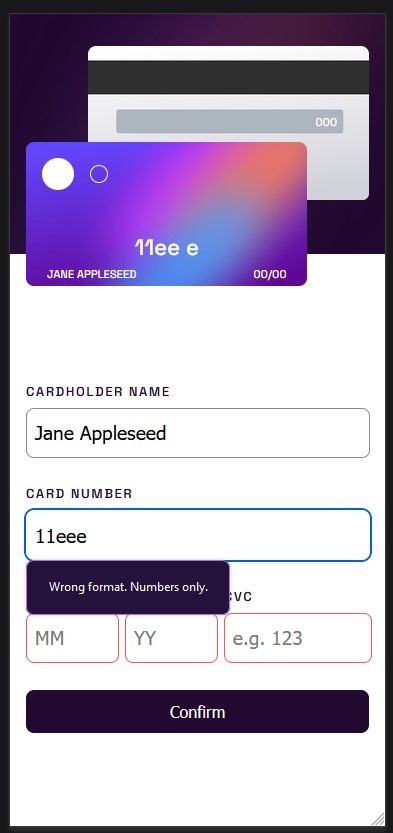 000
11ee e
JANE APPLESEED 00/00
CARDHOLDER NAME
Jane Appleseed
CARD NUMBER
11eee
Wrong format. Numbers only.
CVC
MM YY e.g. 123
Confirm